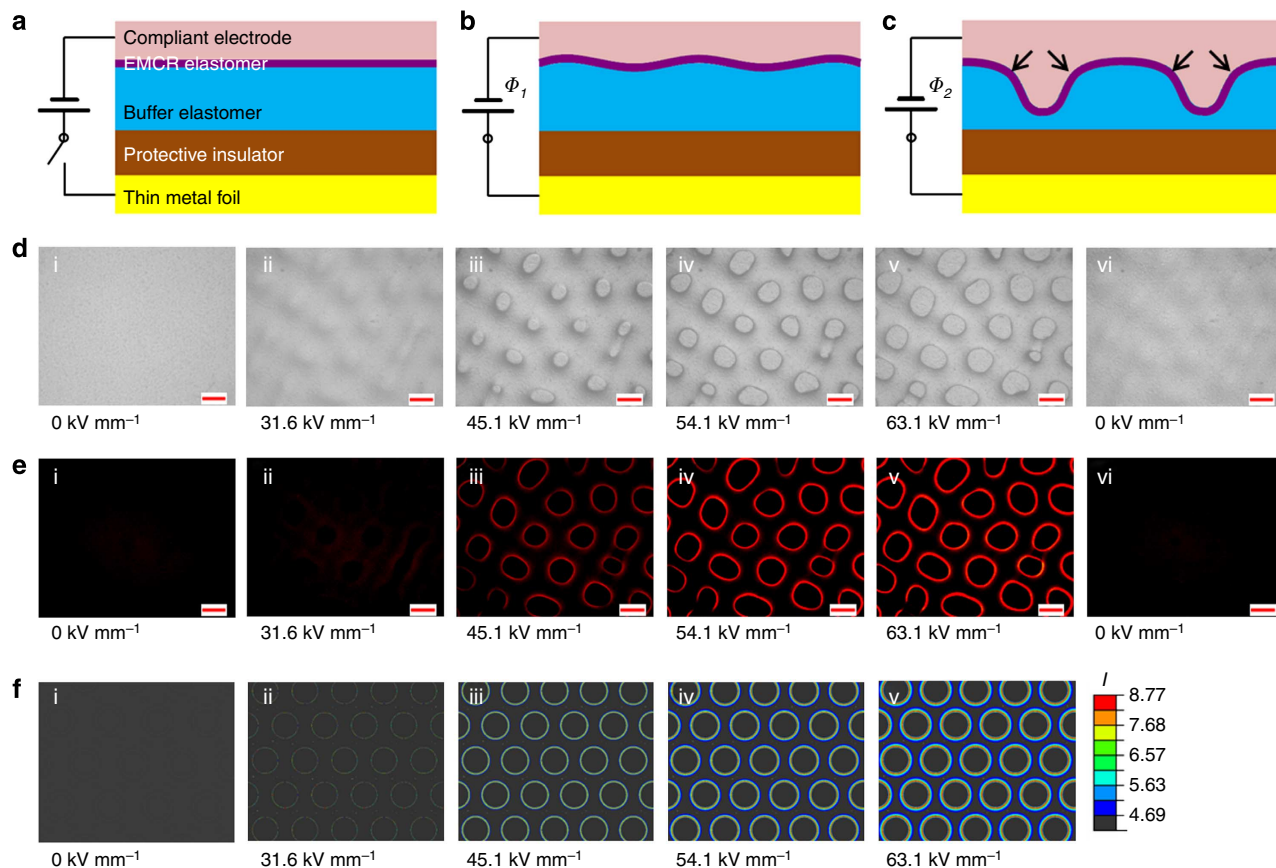 a
Compliant electrode
EMCR elastomer
Buffer elastomer
Protective insulator
Thin metal foil
b
Φ1
c
Φ2
d
i
ii
iii
iv
v
vi
0 kV mm–1
31.6 kV mm–1
45.1 kV mm–1
54.1 kV mm–1
63.1 kV mm–1
0 kV mm–1
e
i
ii
iii
iv
v
vi
0 kV mm–1
31.6 kV mm–1
45.1 kV mm–1
54.1 kV mm–1
63.1 kV mm–1
0 kV mm–1
f
i
ii
iii
iv
v
I
8.77
7.68
6.57
5.63
4.69
0 kV mm–1
31.6 kV mm–1
45.1 kV mm–1
54.1 kV mm–1
63.1 kV mm–1